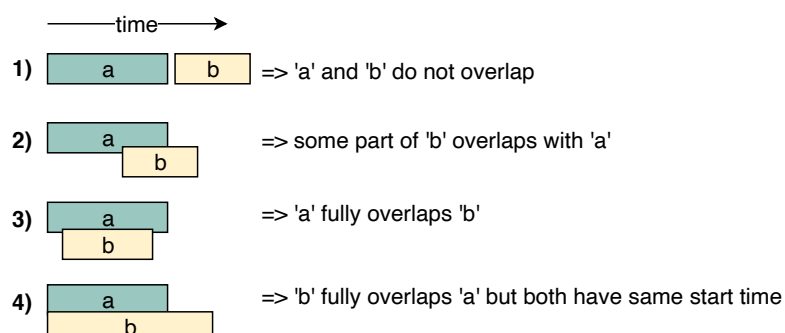 time
1) a b => 'a' and 'b' do not overlap
2) a b => some part of 'b' overlaps with 'a'
3) a b => 'a' fully overlaps 'b'
4) a b => 'b' fully overlaps 'a' but both have same start time